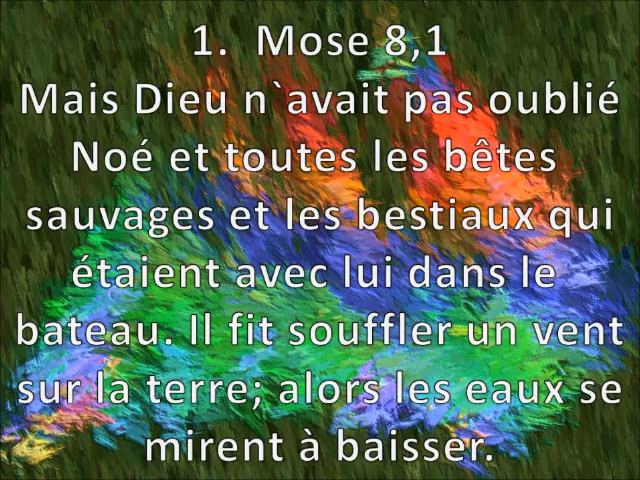 1.  Mose 8,1
Mais Dieu n`avait pas oublié
Noé et toutes les bêtes
sauvages et les bestiaux qui
étaient avec lui dans le
bateau. Il fit souffler un vent
sur la terre; alors les eaux se
mirent à baisser.